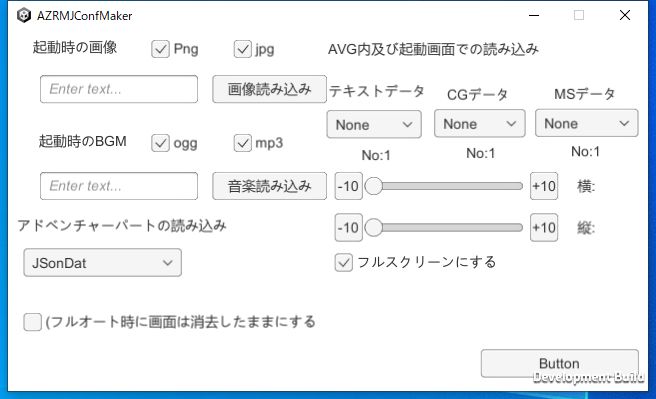 AZRMJConfMaker
起動時の画像
Png
jpg
AVG内及び起動画面での読み込み
Enter text...
画像読み込み
テキストデータ
CGデータ
MSデータ
None
None
None
起動時のBGM
ogg
mp3
No:1
No:1
No:1
Enter text...
音楽読み込み
-10
+10
横:
アドベンチャーパートの読み込み
-10
+10
縦:
JSonDat
フルスクリーンにする
(フルオート時に画面は消去したままにする
Button
Development Build